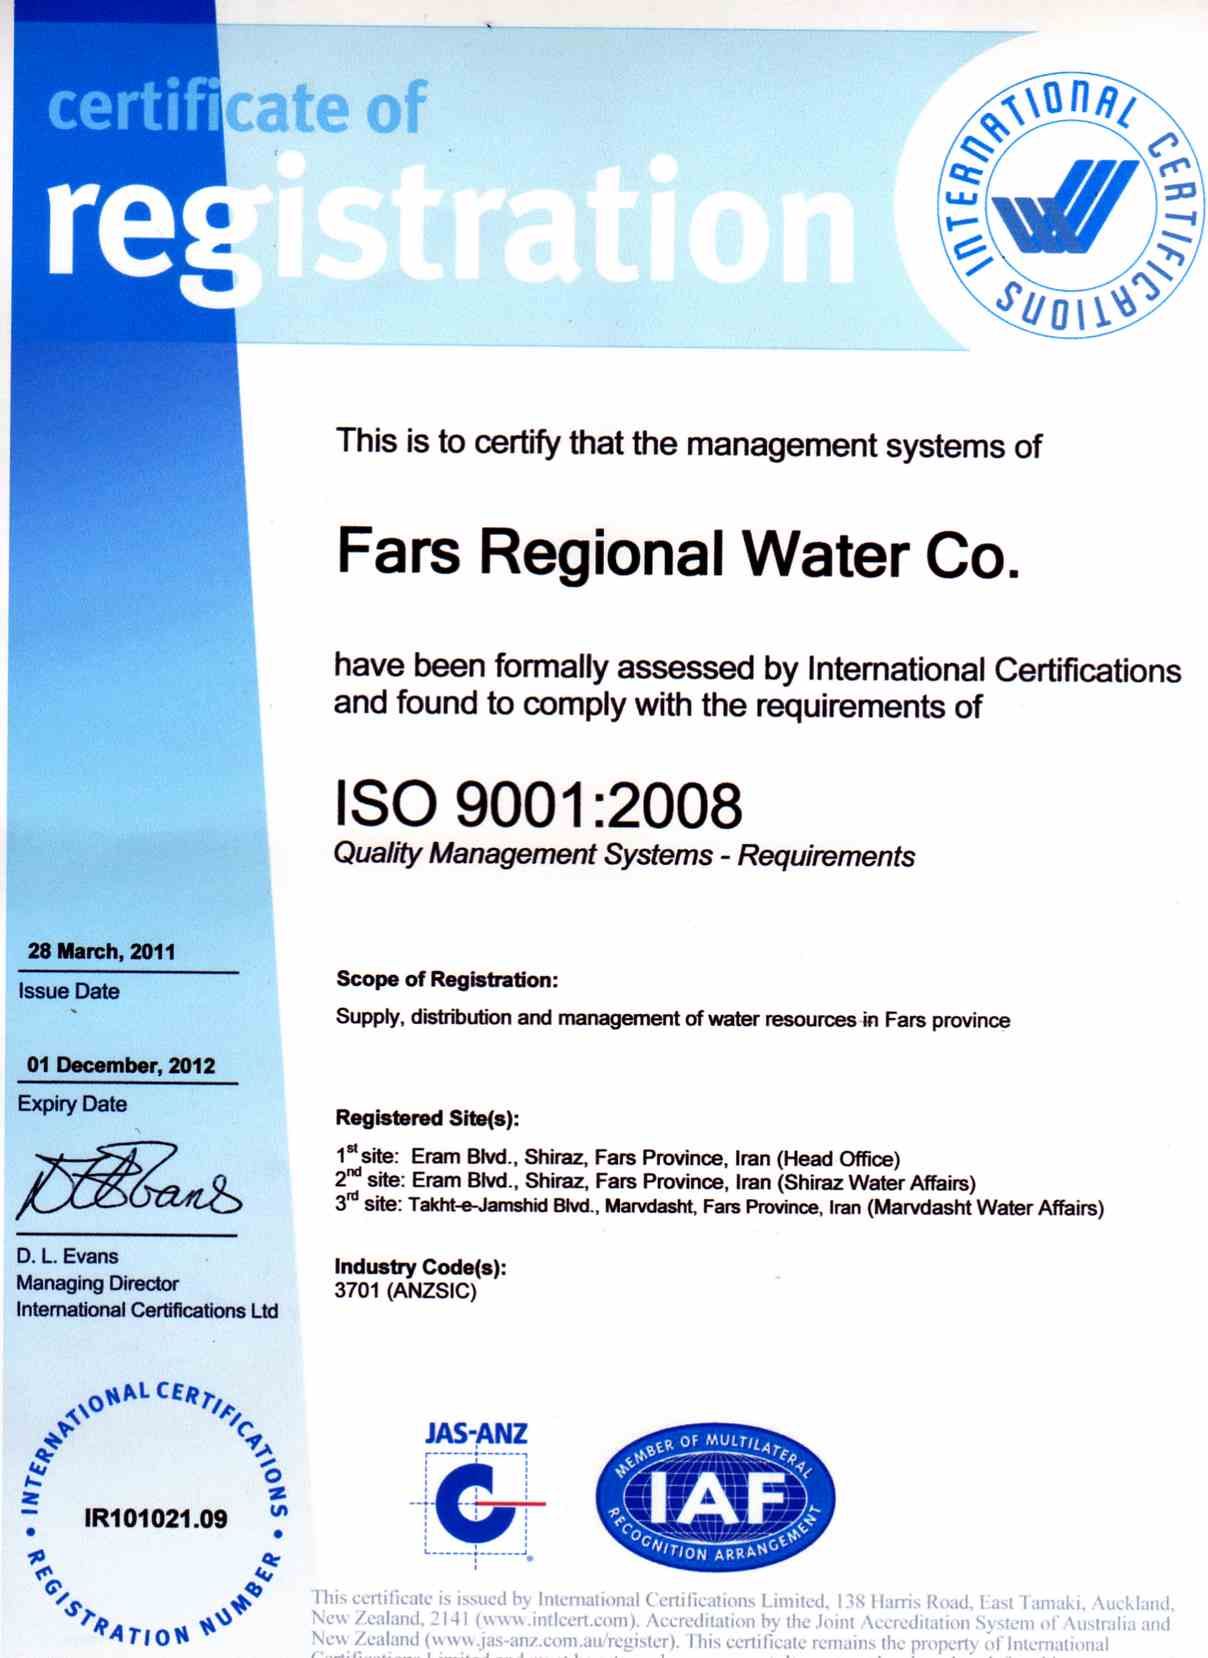 certificate of
registration
INTERNATIONAL CERTIFICATIONS
This is to certify that the management systems of
Fars Regional Water Co.
have been formally assessed by International Certifications
and found to comply with the requirements of
ISO 9001:2008
Quality Management Systems - Requirements
28 March, 2011
Issue Date
01 December, 2012
Expiry Date
D. L. Evans
Managing Director
International Certifications Ltd
Scope of Registration:
Supply, distribution and management of water resources in Fars province
Registered Site(s):
1st site: Eram Blvd., Shiraz, Fars Province, Iran (Head Office)
2nd site: Eram Blvd., Shiraz, Fars Province, Iran (Shiraz Water Affairs)
3rd site: Takht-e-Jamshid Blvd., Marvdasht, Fars Province, Iran (Marvdasht Water Affairs)
Industry Code(s):
3701 (ANZSIC)
INTERNATIONAL CERTIFICATIONS
IR101021.09
REGISTRATION NUMBER
JAS-ANZ
MEMBER OF MULTILATERAL
IAF
RECOGNITION ARRANGEMENT
This certificate is issued by International Certifications Limited, 138 Harris Road, East Tamaki, Auckland,
New Zealand, 2141 (www.intlcert.com). Accreditation by the Joint Accreditation System of Australia and
New Zealand (www.jas-anz.com.au/register). This certificate remains the property of International